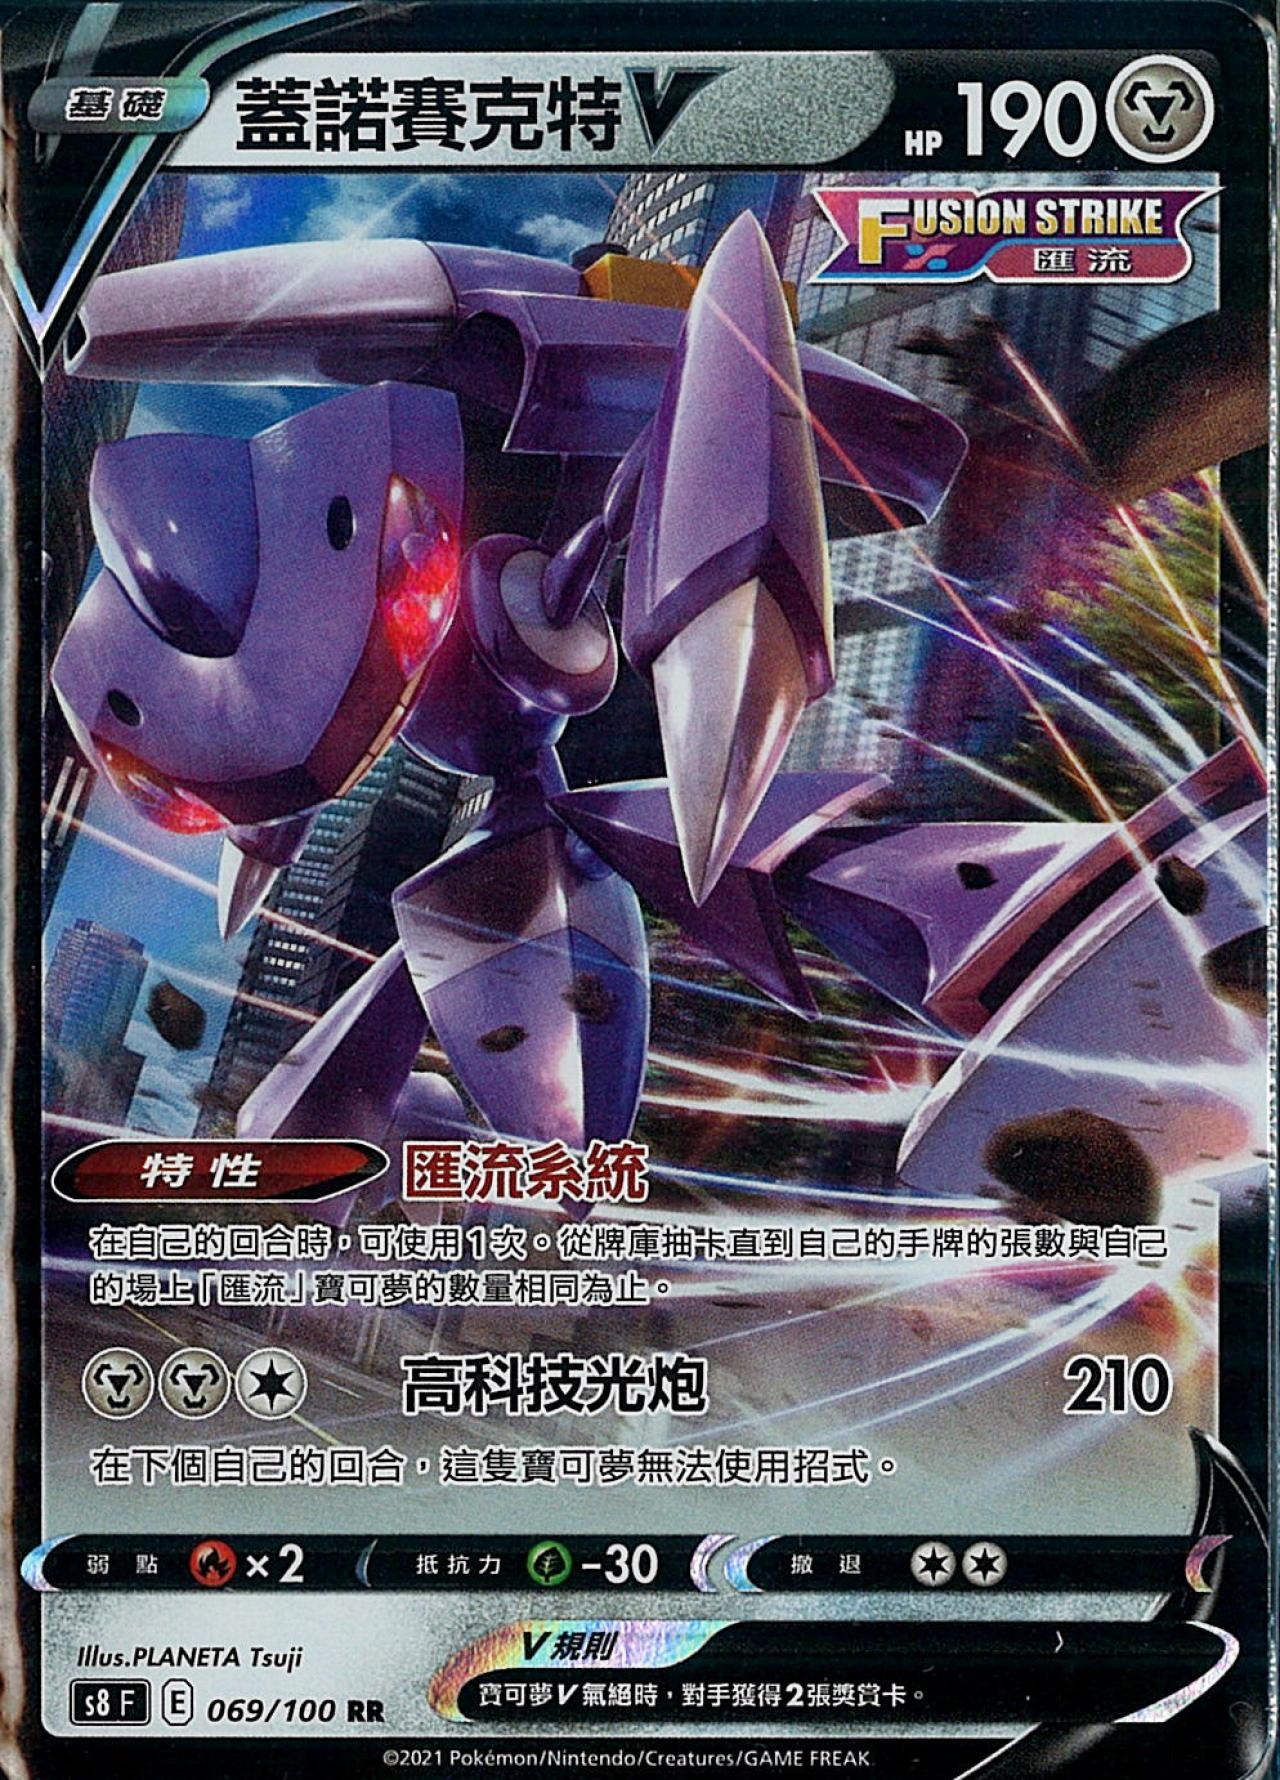 基礎 蓋諾賽克特V HP 190
FUSION STRIKE
匯流
特性 匯流系統
在自己的回合時，可使用1次。從牌庫抽卡直到自己的手牌的張數與自己
的場上「匯流」寶可夢的數量相同為止。
高科技光炮 210
在下個自己的回合，這隻寶可夢無法使用招式。
弱點 ×2 抵抗力 -30 撤退
Illus.PLANETA Tsuji
V規則
s8 F E 069/100 RR
寶可夢V氣絕時，對手獲得2張獎賞卡。
©2021 Pokémon/Nintendo/Creatures/GAME FREAK